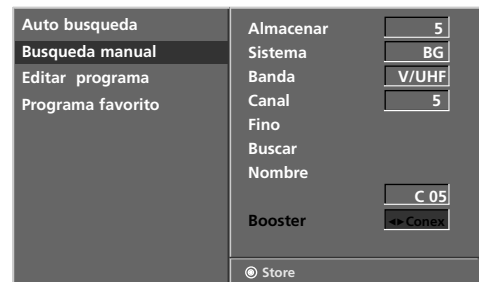 Auto busqueda
Busqueda manual
Editar programa
Programa favorito
Almacenar 5
Sistema BG
Banda V/UHF
Canal 5
Fino
Buscar
Nombre
C 05
Booster ◄► Conex
◉ Store